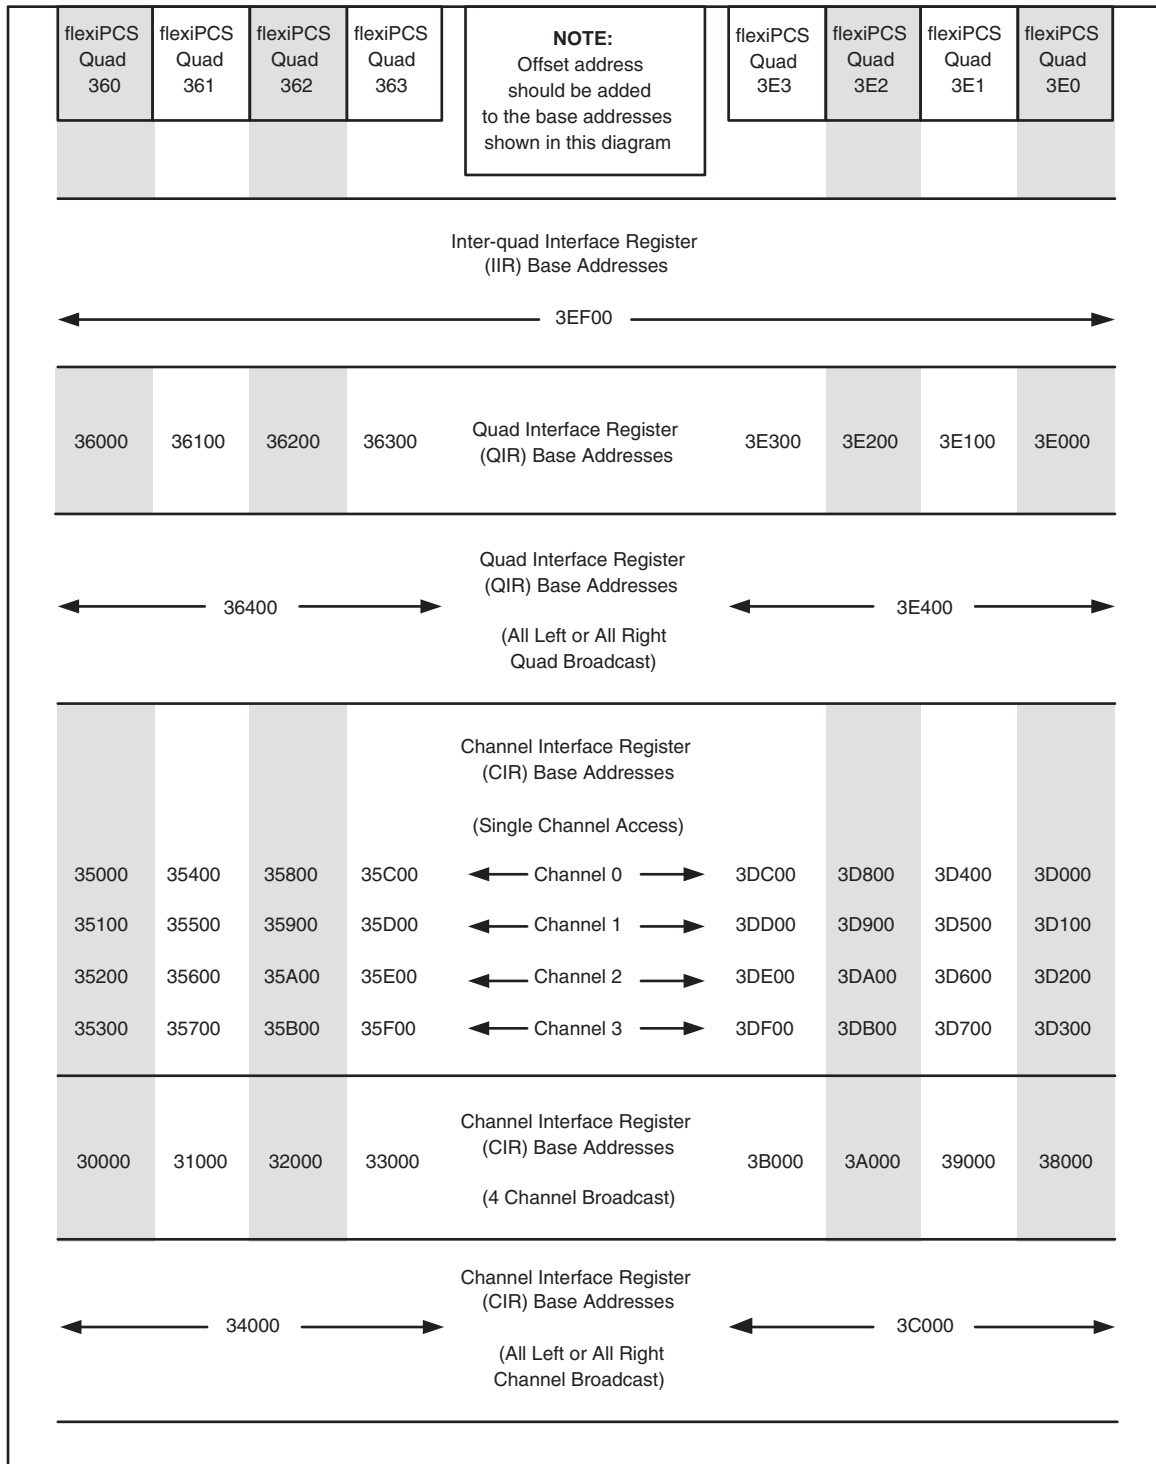 flexiPCS Quad 360
flexiPCS Quad 361
flexiPCS Quad 362
flexiPCS Quad 363
NOTE:
Offset address
should be added
to the base addresses
shown in this diagram
flexiPCS Quad 3E3
flexiPCS Quad 3E2
flexiPCS Quad 3E1
flexiPCS Quad 3E0
Inter-quad Interface Register
(IIR) Base Addresses
3EF00
36000 36100 36200 36300 Quad Interface Register (QIR) Base Addresses 3E300 3E200 3E100 3E000
Quad Interface Register
(QIR) Base Addresses
36400 3E400
(All Left or All Right
Quad Broadcast)
Channel Interface Register
(CIR) Base Addresses
(Single Channel Access)
35000 35400 35800 35C00 Channel 0 3DC00 3D800 3D400 3D000
35100 35500 35900 35D00 Channel 1 3DD00 3D900 3D500 3D100
35200 35600 35A00 35E00 Channel 2 3DE00 3DA00 3D600 3D200
35300 35700 35B00 35F00 Channel 3 3DF00 3DB00 3D700 3D300
Channel Interface Register
(CIR) Base Addresses
30000 31000 32000 33000 3B000 3A000 39000 38000
(4 Channel Broadcast)
Channel Interface Register
(CIR) Base Addresses
34000 3C000
(All Left or All Right
Channel Broadcast)